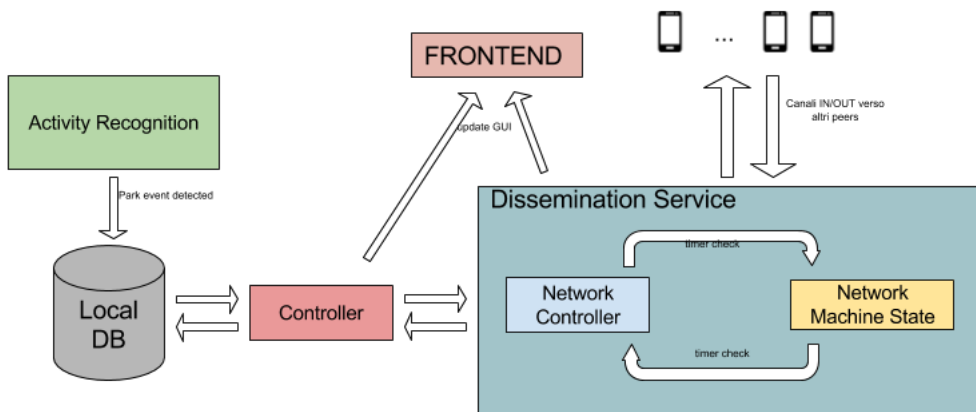 FRONTEND
...
Activity Recognition
update GUI
Canali IN/OUT verso
altri peers
Park event detected
Dissemination Service
timer check
Local
DB
Controller
Network
Controller
Network
Machine State
timer check